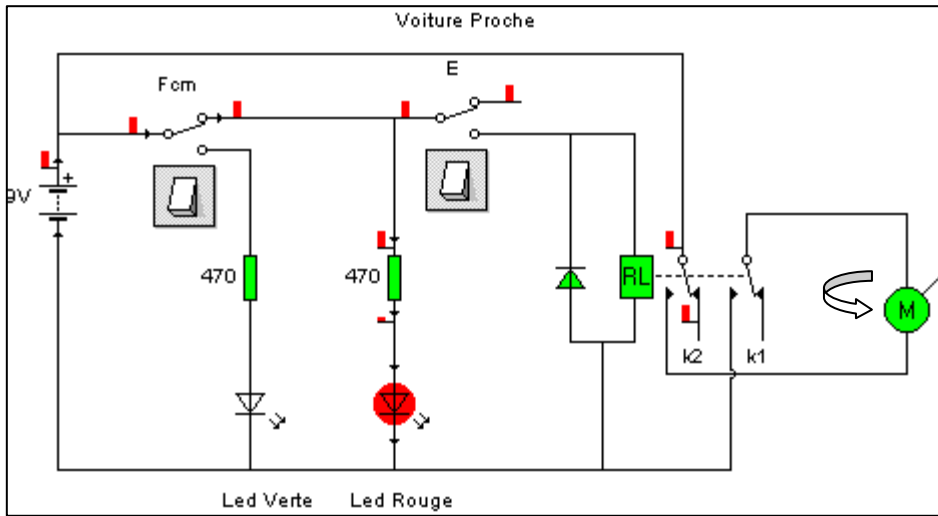 Voiture Proche
Fcm
E
+
9V
470
470
RL
M
k2
k1
Led Verte
Led Rouge